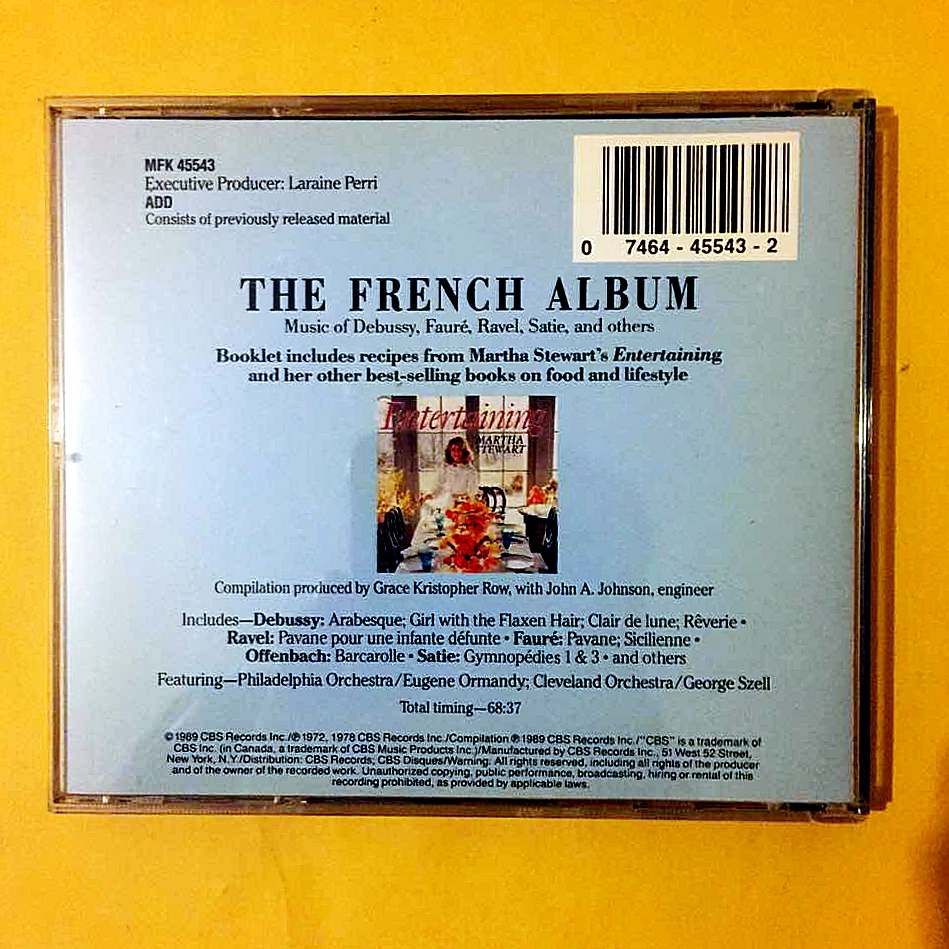 MFK 45543
Executive Producer: Laraine Perri
ADD
Consists of previously released material
0 7464 - 45543 - 2
THE FRENCH ALBUM
Music of Debussy, Fauré, Ravel, Satie, and others
Booklet includes recipes from Martha Stewart's Entertaining
and her other best-selling books on food and lifestyle
Entertaining
MARTHA
STEWART
Compilation produced by Grace Kristopher Row, with John A. Johnson, engineer
Includes—Debussy: Arabesque; Girl with the Flaxen Hair; Clair de lune; Rêverie •
Ravel: Pavane pour une infante défunte • Fauré: Pavane; Sicilienne •
Offenbach: Barcarolle • Satie: Gymnopédies 1 & 3 • and others
Featuring—Philadelphia Orchestra/Eugene Ormandy; Cleveland Orchestra/George Szell
Total timing—68:37
© 1989 CBS Records Inc./℗ 1972, 1978 CBS Records Inc./Compilation ℗ 1989 CBS Records Inc./"CBS" is a trademark of
CBS Inc. (in Canada, a trademark of CBS Music Products Inc.)/Manufactured by CBS Records Inc., 51 West 52 Street,
New York, N.Y./Distribution: CBS Records; CBS Disques/Warning: All rights reserved, including all rights of the producer
and of the owner of the recorded work. Unauthorized copying, public performance, broadcasting, hiring or rental of this
recording prohibited, as provided by applicable laws.